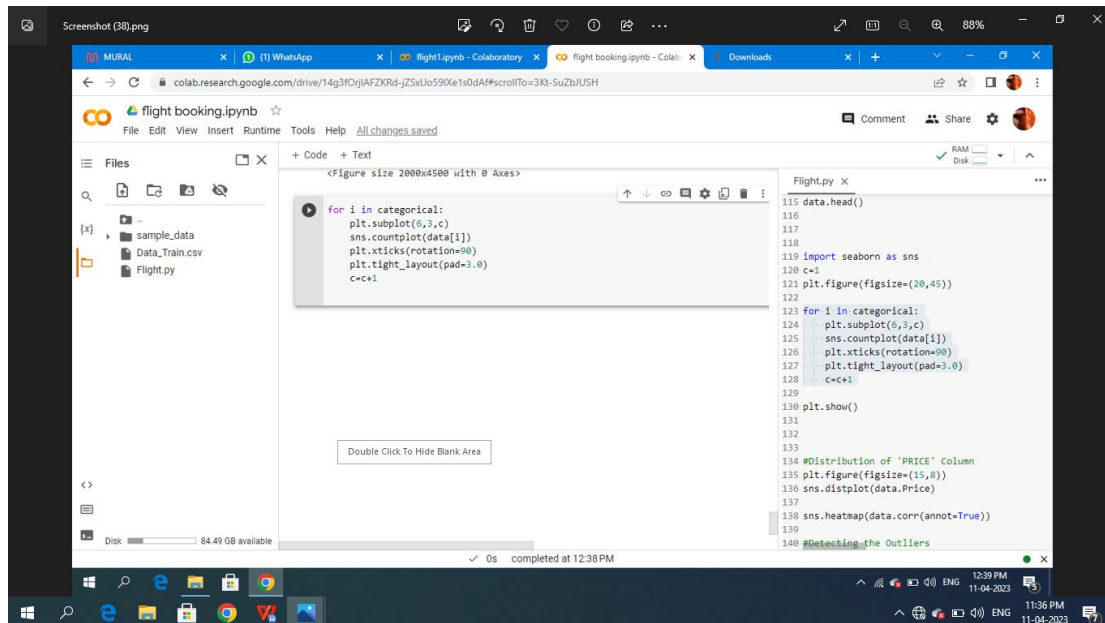 Screenshot (38).png
88%
MURAL
(1) WhatsApp
flight1.ipynb - Colaboratory
flight booking.ipynb - Colab
Downloads
colab.research.google.com/drive/14g3fOrjlAFZKRd-jZSxUo59IXe1s0dAf#scrollTo=3Kt-SuZbJUSH
flight booking.ipynb
File Edit View Insert Runtime Tools Help All changes saved
Comment Share
Files
+ Code + Text
RAM
Disk
<Figure size 2000x4500 with 0 Axes>
..
sample_data
Data_Train.csv
Flight.py
{x}
for i in categorical:
    plt.subplot(6,3,c)
    sns.countplot(data[i])
    plt.xticks(rotation=90)
    plt.tight_layout(pad=3.0)
    c=c+1
Double Click To Hide Blank Area
Flight.py
115 data.head()
116
117
118
119 import seaborn as sns
120 c=1
121 plt.figure(figsize=(20,45))
122
123 for i in categorical:
124     plt.subplot(6,3,c)
125     sns.countplot(data[i])
126     plt.xticks(rotation=90)
127     plt.tight_layout(pad=3.0)
128     c=c+1
129
130 plt.show()
131
132
133
134 #Distribution of 'PRICE' Column
135 plt.figure(figsize=(15,8))
136 sns.distplot(data.Price)
137
138 sns.heatmap(data.corr(annot=True))
139
140 #Detecting the Outliers
Disk 84.49 GB available
0s completed at 12:38 PM
ENG 12:39 PM
11-04-2023
5
ENG 11:36 PM
11-04-2023
7